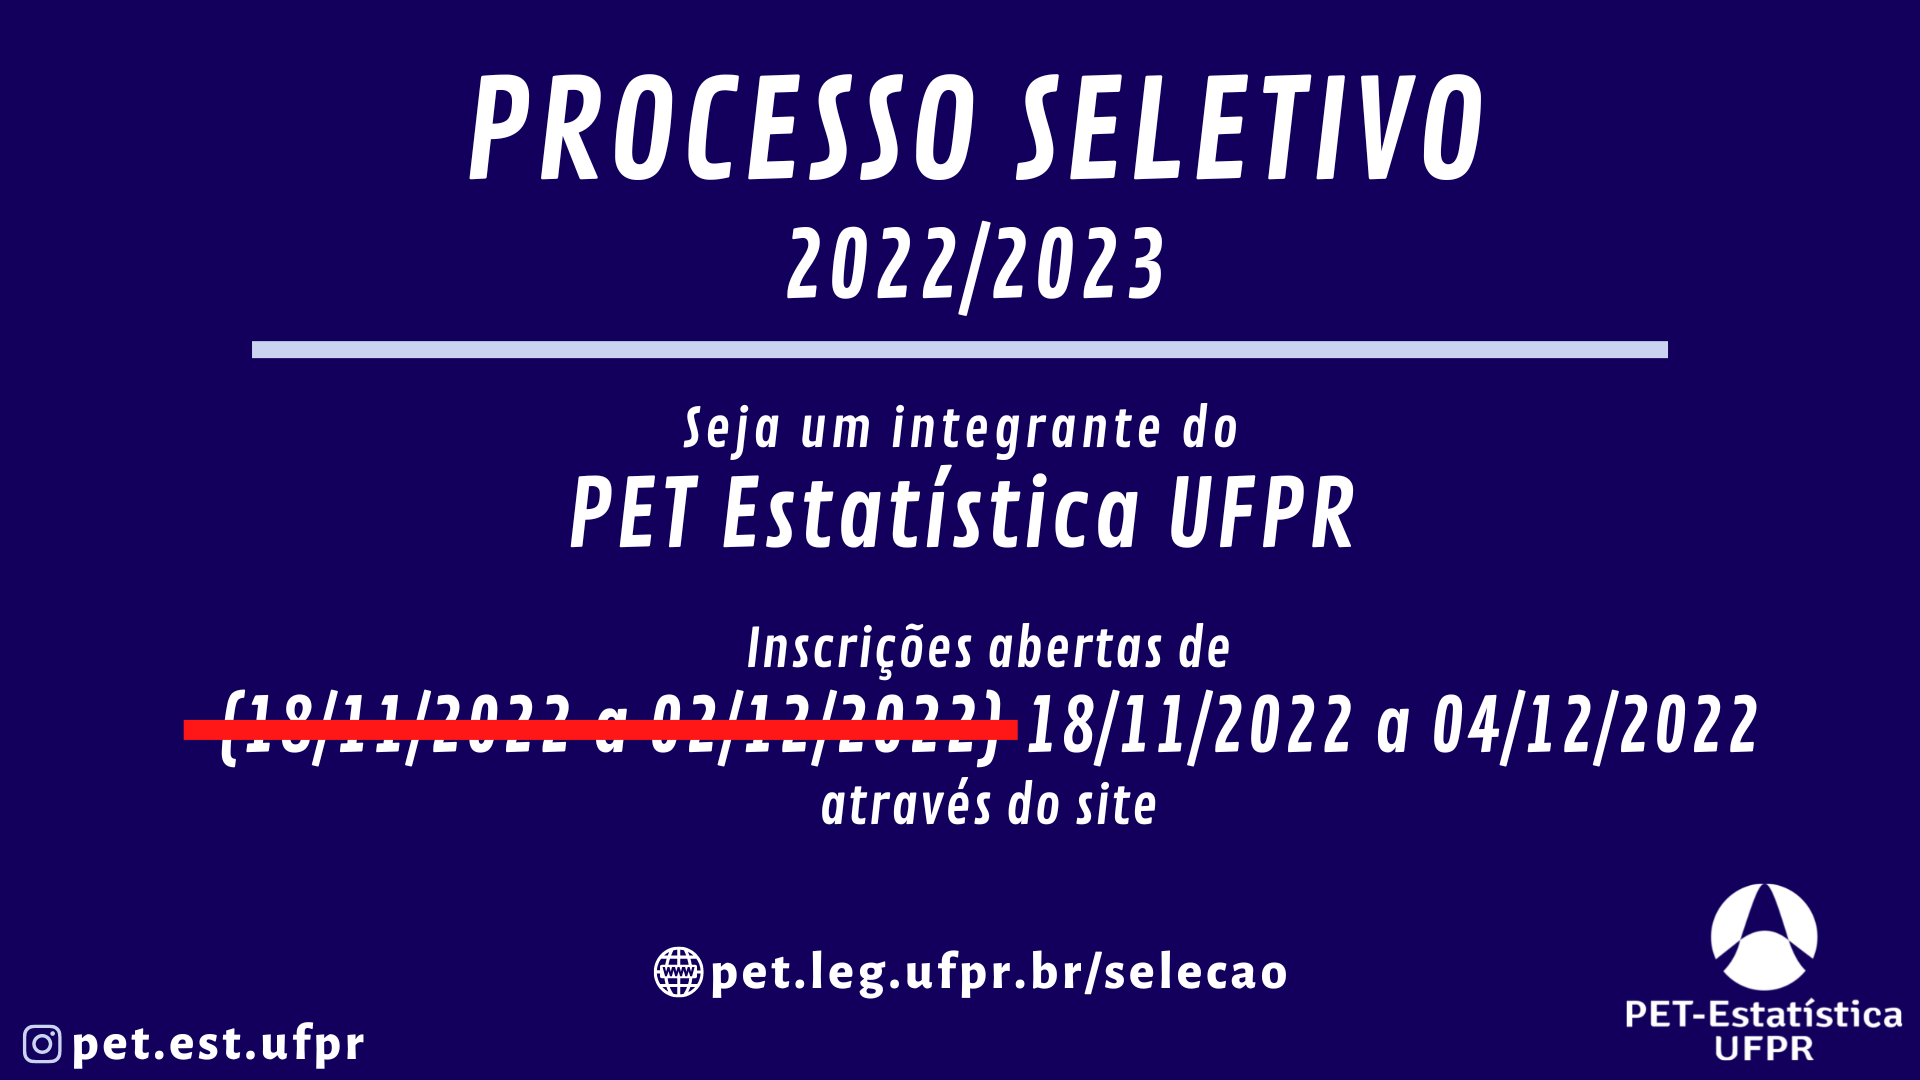 PROCESSO SELETIVO
2022/2023
Seja um integrante do
PET Estatística UFPR
Inscrições abertas de
(18/11/2022 a 02/12/2022) 18/11/2022 a 04/12/2022
através do site
www pet.leg.ufpr.br/selecao
pet.est.ufpr
PET-Estatística
UFPR